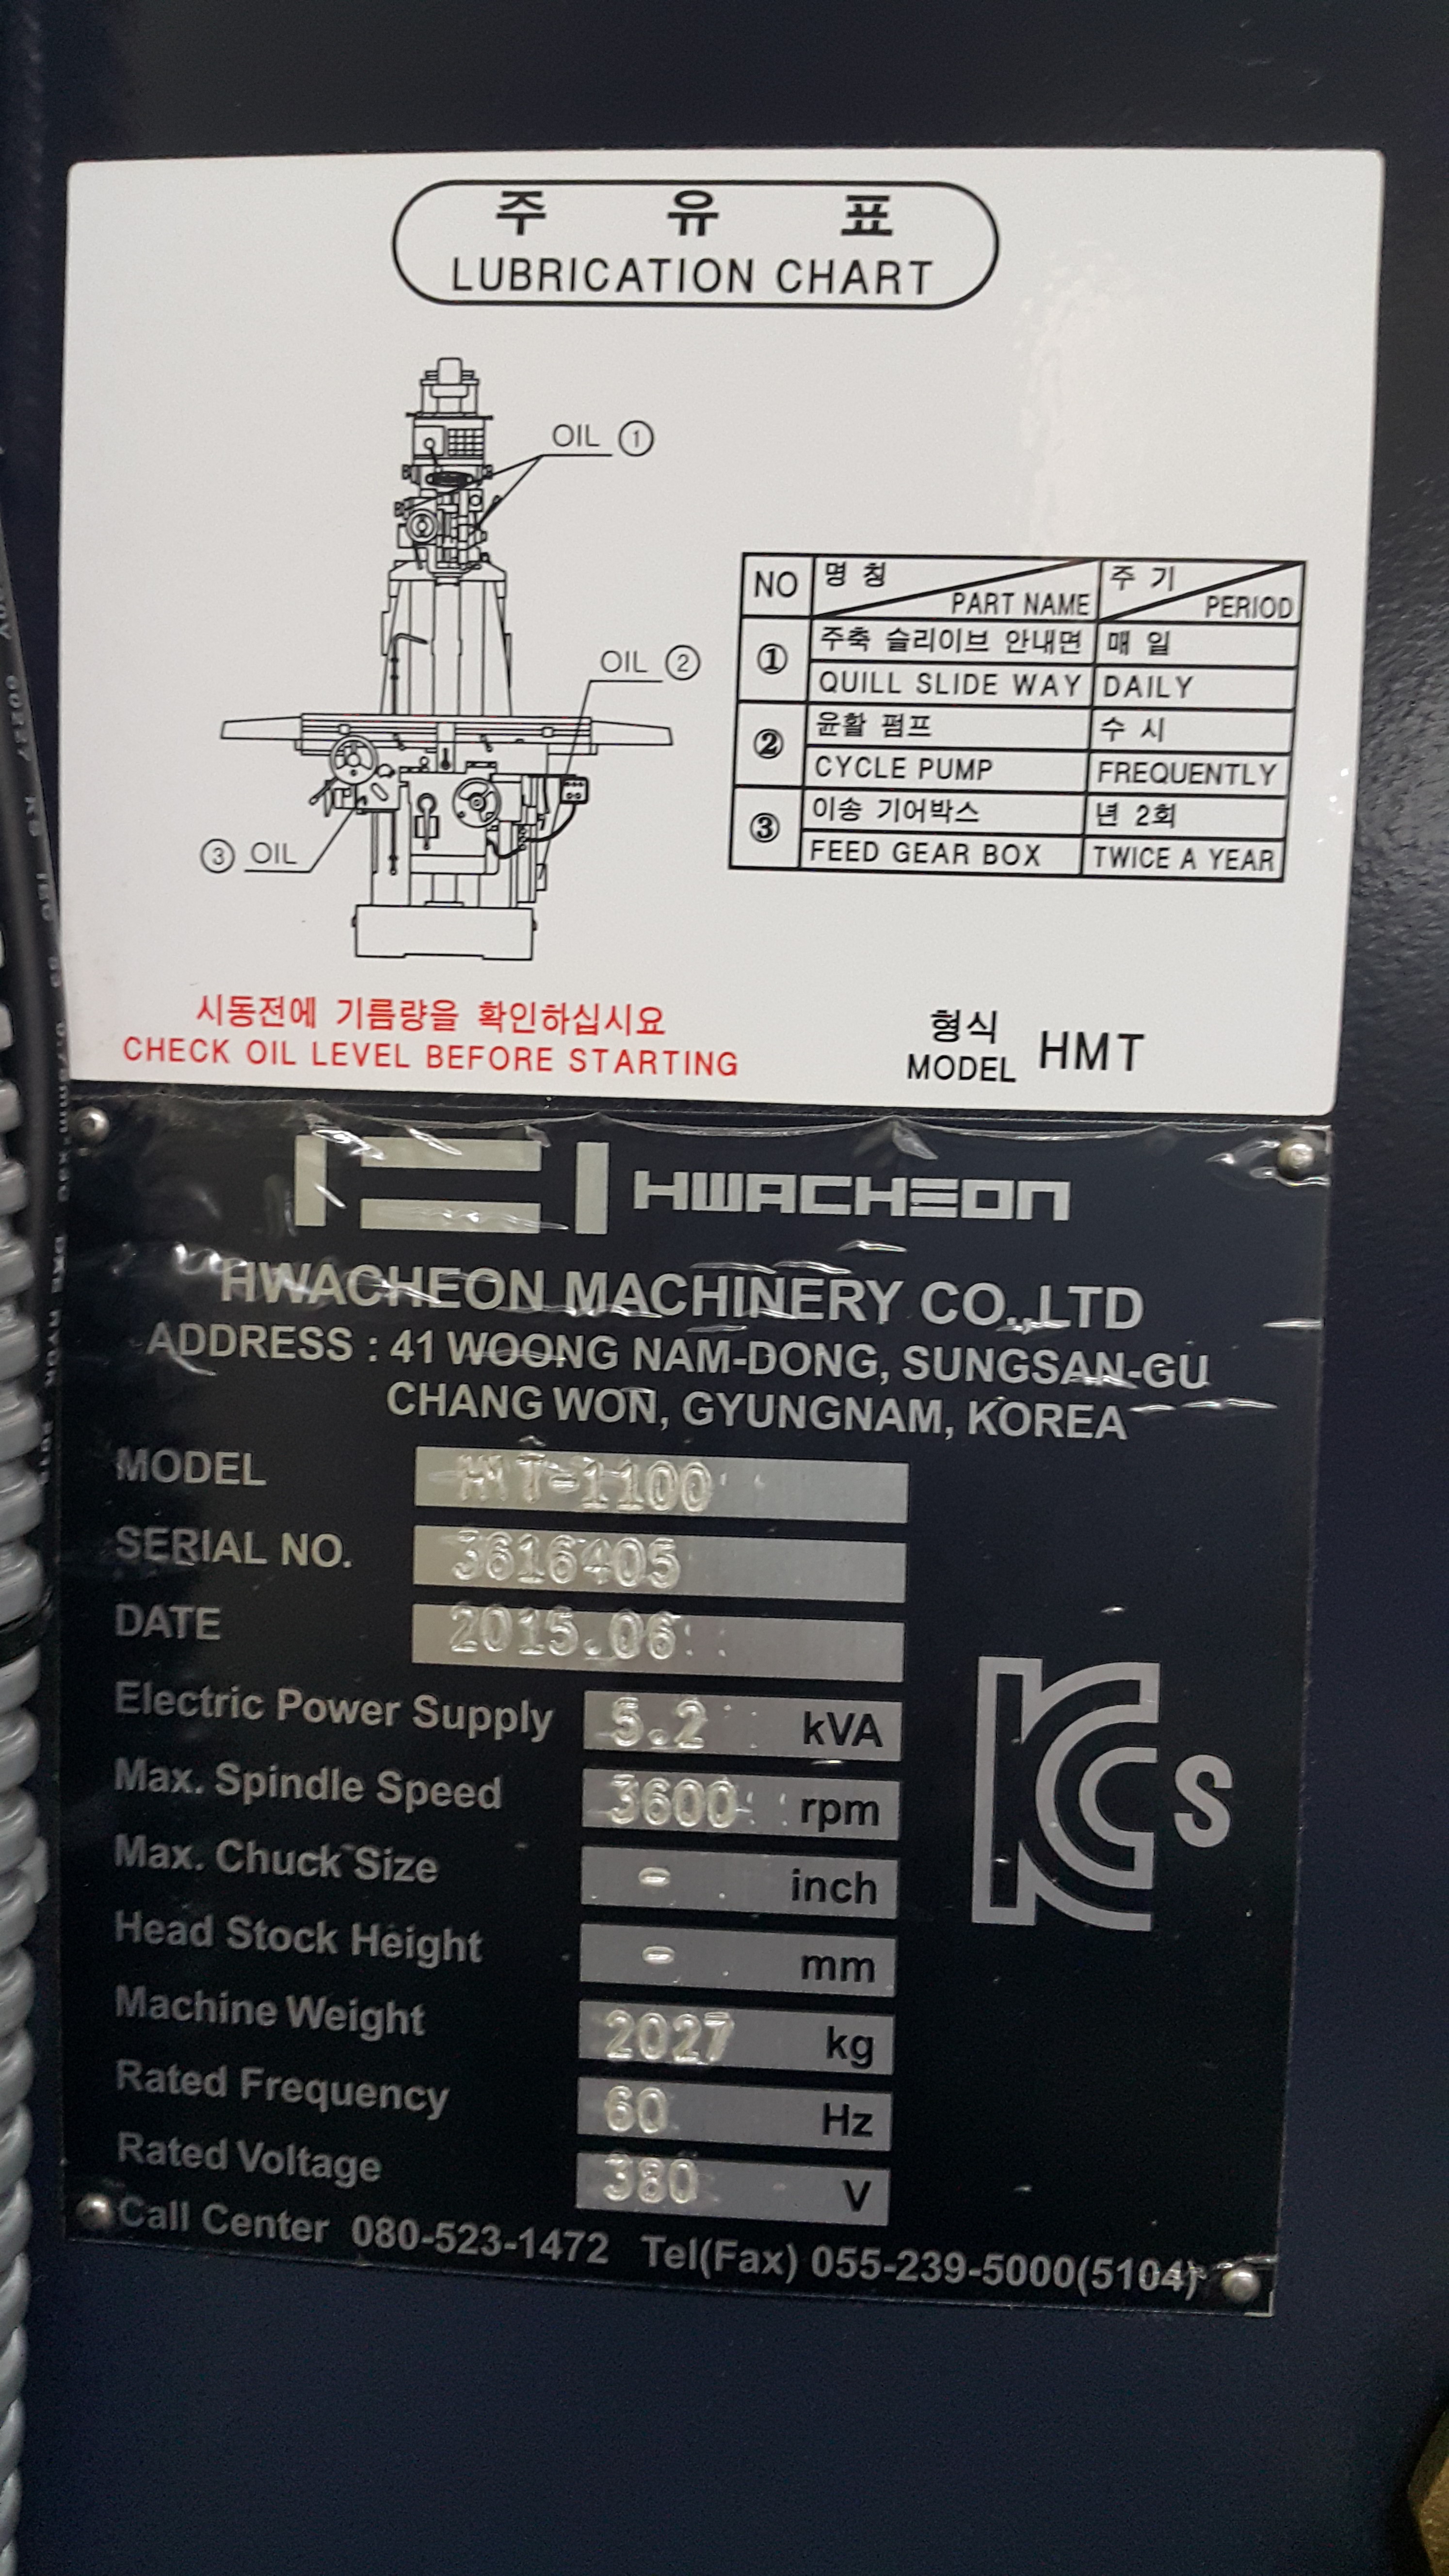 주 유 표
LUBRICATION CHART
OIL ①
OIL ②
③ OIL
NO 명 칭 PART NAME 주 기 PERIOD
① 주축 슬리이브 안내면 매 일
QUILL SLIDE WAY DAILY
② 윤활 펌프 수 시
CYCLE PUMP FREQUENTLY
③ 이송 기어박스 년 2회
FEED GEAR BOX TWICE A YEAR
시동전에 기름량을 확인하십시요
CHECK OIL LEVEL BEFORE STARTING
형식
MODEL HMT
HWACHEON
HWACHEON MACHINERY CO.,LTD
ADDRESS : 41 WOONG NAM-DONG, SUNGSAN-GU
CHANG WON, GYUNGNAM, KOREA
MODEL HMT-1100
SERIAL NO. 3616405
DATE 2015.06
Electric Power Supply 5.2 kVA
Max. Spindle Speed 3600 rpm
Max. Chuck Size - inch
Head Stock Height - mm
Machine Weight 2027 kg
Rated Frequency 60 Hz
Rated Voltage 380 V
KCs
Call Center 080-523-1472 Tel(Fax) 055-239-5000(5104)